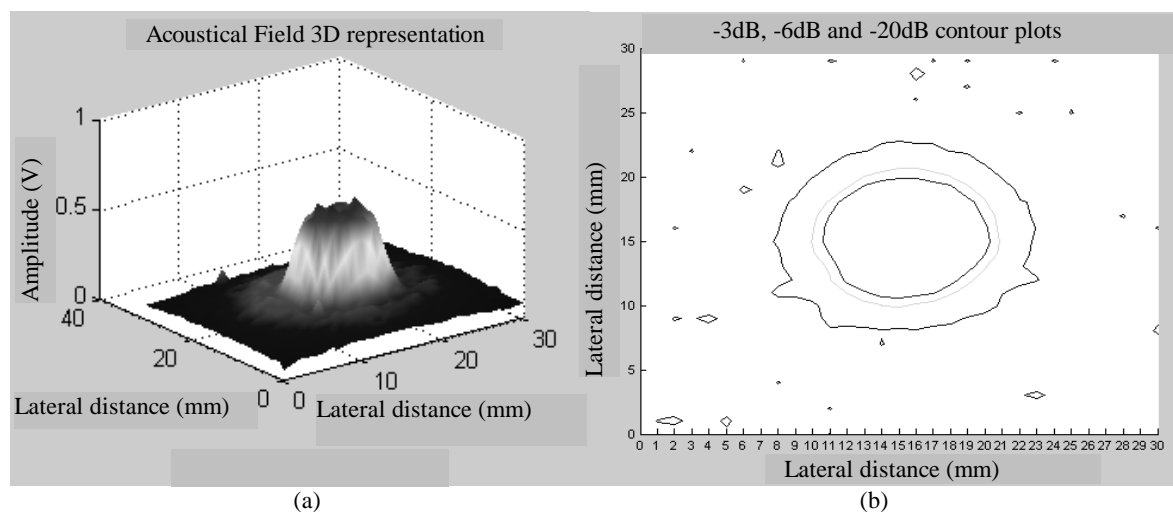 Acoustical Field 3D representation
Amplitude (V)
1
0.5
0
40
20
0
0
10
20
30
Lateral distance (mm)
Lateral distance (mm)
(a)
-3dB, -6dB and -20dB contour plots
Lateral distance (mm)
30
25
20
15
10
5
0
0 1 2 3 4 5 6 7 8 9 10 11 12 13 14 15 16 17 18 19 20 21 22 23 24 25 26 27 28 29 30
Lateral distance (mm)
(b)